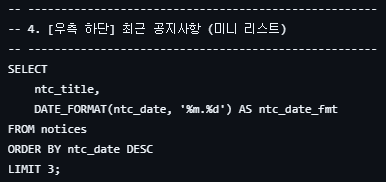 -- ---------------------------------------------------
-- 4. [우측 하단] 최근 공지사항 (미니 리스트)
-- ---------------------------------------------------
SELECT
    ntc_title,
    DATE_FORMAT(ntc_date, '%m.%d') AS ntc_date_fmt
FROM notices
ORDER BY ntc_date DESC
LIMIT 3;